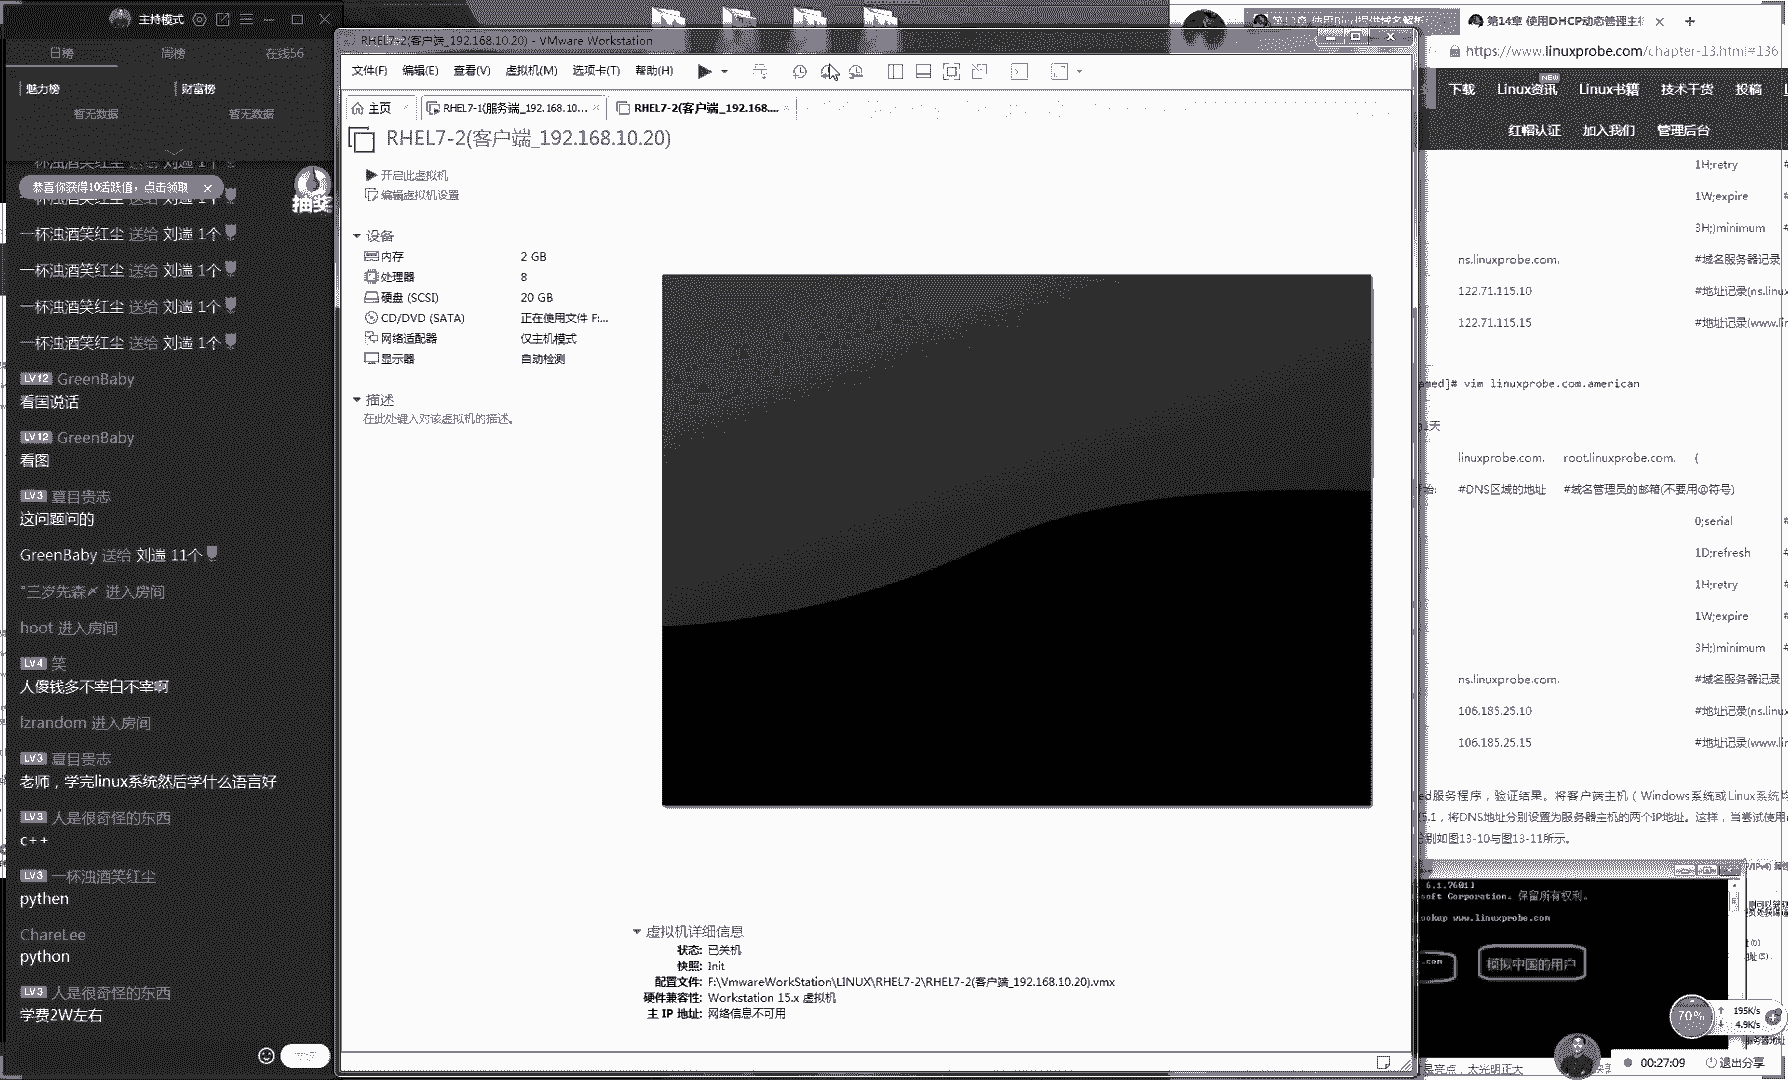 主持模式
日榜 周榜 在线56
魅力榜 财富榜
暂无数据 暂无数据
恭喜你获得10活跃值，点击领取
抽奖
一杯浊酒笑红尘 送给 刘遄 1个
一杯浊酒笑红尘 送给 刘遄 1个
一杯浊酒笑红尘 送给 刘遄 1个
一杯浊酒笑红尘 送给 刘遄 1个
LV12 GreenBaby
看国说话
LV12 GreenBaby
看图
LV3 夏目贵志
这问题问的
GreenBaby 送给 刘遄 11个
"三岁先森〆 进入房间
hoot 进入房间
LV4 笑
人傻钱多不宰白不宰啊
lzrandom 进入房间
LV3 夏目贵志
老师，学完linux系统然后学什么语言好
LV3 人是很奇怪的东西
c++
LV3 一杯浊酒笑红尘
pythen
ChareLee
python
LV3 人是很奇怪的东西
学费2W左右
RHEL7-2(客户端_192.168.10.20) - VMware Workstation
文件(F) 编辑(E) 查看(V) 虚拟机(M) 选项卡(T) 帮助(H)
主页 RHEL7-1(服务端_192.168.10... RHEL7-2(客户端_192.168....
RHEL7-2(客户端_192.168.10.20)
开启此虚拟机
编辑虚拟机设置
设备
内存 2 GB
处理器 8
硬盘 (SCSI) 20 GB
CD/DVD (SATA) 正在使用文件 F:...
网络适配器 仅主机模式
显示器 自动检测
描述
在此处键入对该虚拟机的描述。
虚拟机详细信息
状态: 已关机
快照: Init
配置文件: F:\VmwareWorkStation\LINUX\RHEL7-2\RHEL7-2(客户端_192.168.10.20).vmx
硬件兼容性: Workstation 15.x 虚拟机
主 IP 地址: 网络信息不可用
第13章 使用Bind提供域名解析 第14章 使用DHCP动态管理主
https://www.linuxprobe.com/chapter-13.html#136
下载 Linux资讯 NEW Linux书籍 技术干货 投稿
红帽认证 加入我们 管理后台
1H;retry
1W;expire
3H;)minimum
ns.linuxprobe.com. #域名服务器记录
122.71.115.10 #地址记录(ns.linu
122.71.115.15 #地址记录(www.lin
named]# vim linuxprobe.com.american
天
linuxprobe.com. root.linuxprobe.com. (
#DNS区域的地址 #域名管理员的邮箱(不要用@符号)
0;serial
1D;refresh
1H;retry
1W;expire
3H;)minimum
ns.linuxprobe.com. #域名服务器记录
106.185.25.10 #地址记录(ns.linux
106.185.25.15 #地址记录(www.lin
ed服务程序，验证结果。将客户端主机（Windows系统或Linux系统均
5.1，将DNS地址分别设置为服务器主机的两个IP地址。这样，当尝试使用
别如图13-10与图13-11所示。
6.1.7601]
soft Corporation。保留所有权利。
ookup www.linuxprobe.com
.com 模拟中国的用户
70% 195K/s
4.9K/s
00:27:09 退出分享